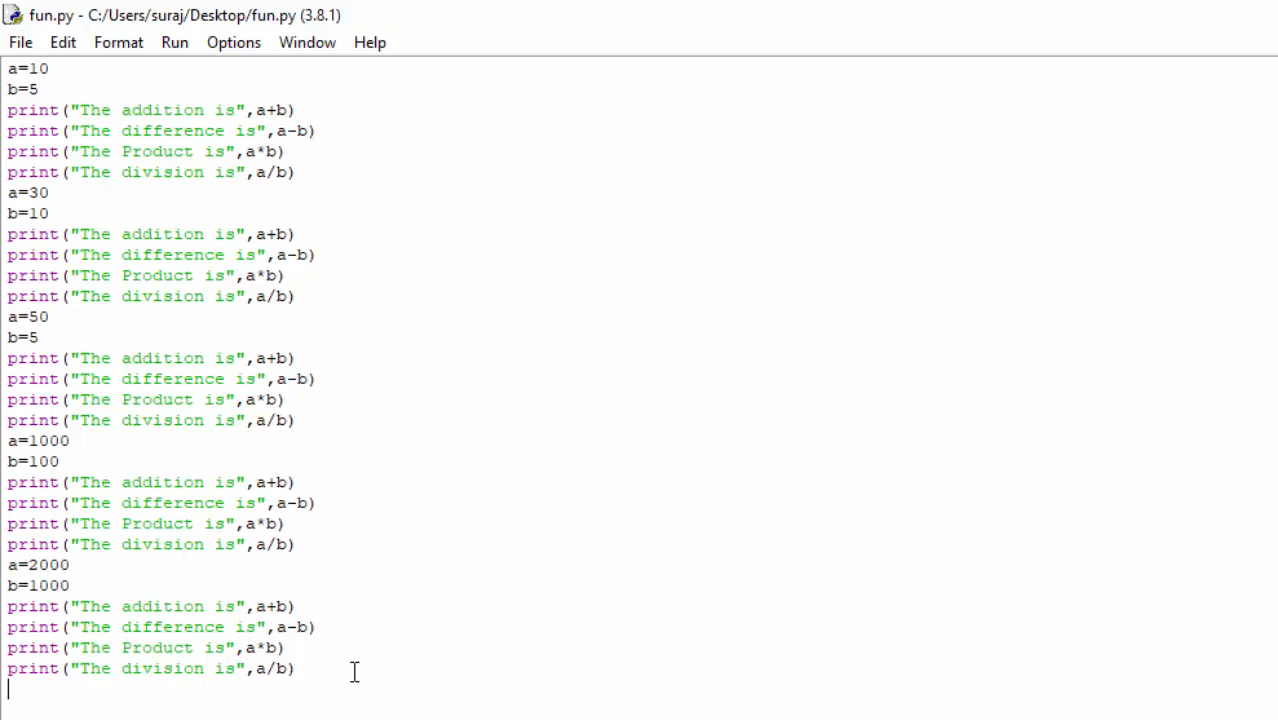 fun.py - C:/Users/suraj/Desktop/fun.py (3.8.1)
File Edit Format Run Options Window Help
a=10
b=5
print("The addition is",a+b)
print("The difference is",a-b)
print("The Product is",a*b)
print("The division is",a/b)
a=30
b=10
print("The addition is",a+b)
print("The difference is",a-b)
print("The Product is",a*b)
print("The division is",a/b)
a=50
b=5
print("The addition is",a+b)
print("The difference is",a-b)
print("The Product is",a*b)
print("The division is",a/b)
a=1000
b=100
print("The addition is",a+b)
print("The difference is",a-b)
print("The Product is",a*b)
print("The division is",a/b)
a=2000
b=1000
print("The addition is",a+b)
print("The difference is",a-b)
print("The Product is",a*b)
print("The division is",a/b)